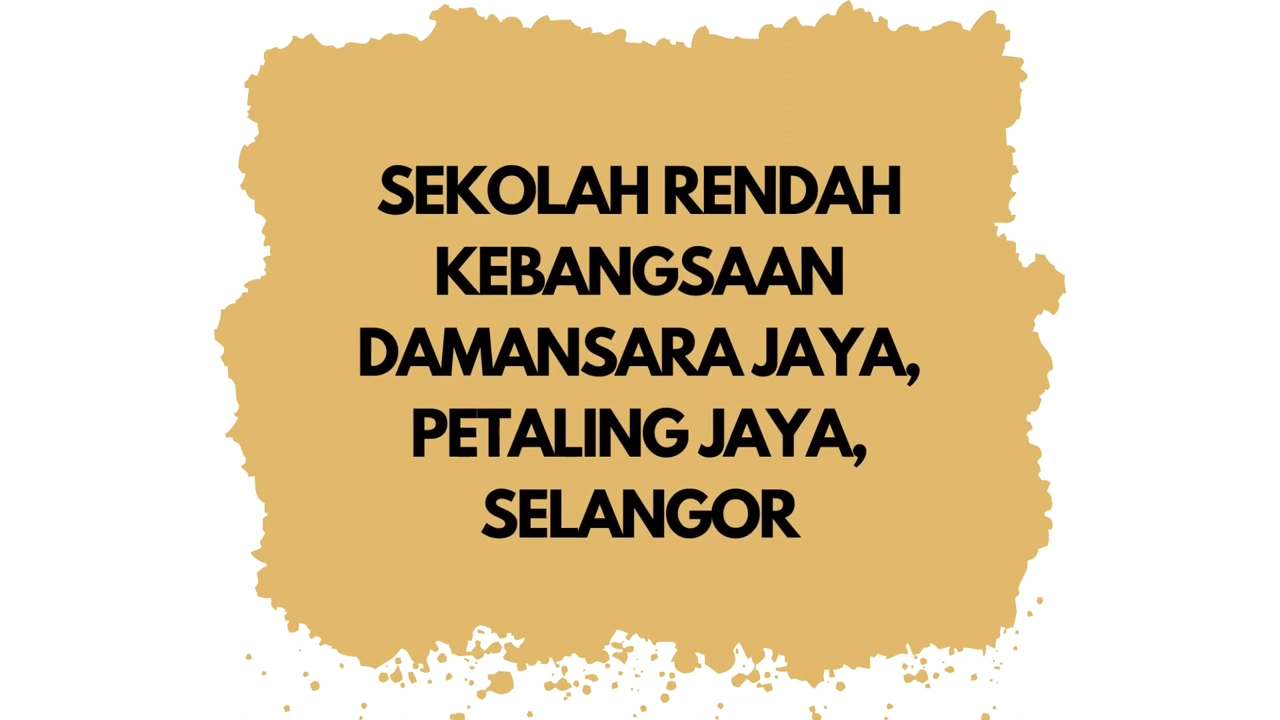 SEKOLAH RENDAH
KEBANGSAAN
DAMANSARA JAYA,
PETALING JAYA,
SELANGOR